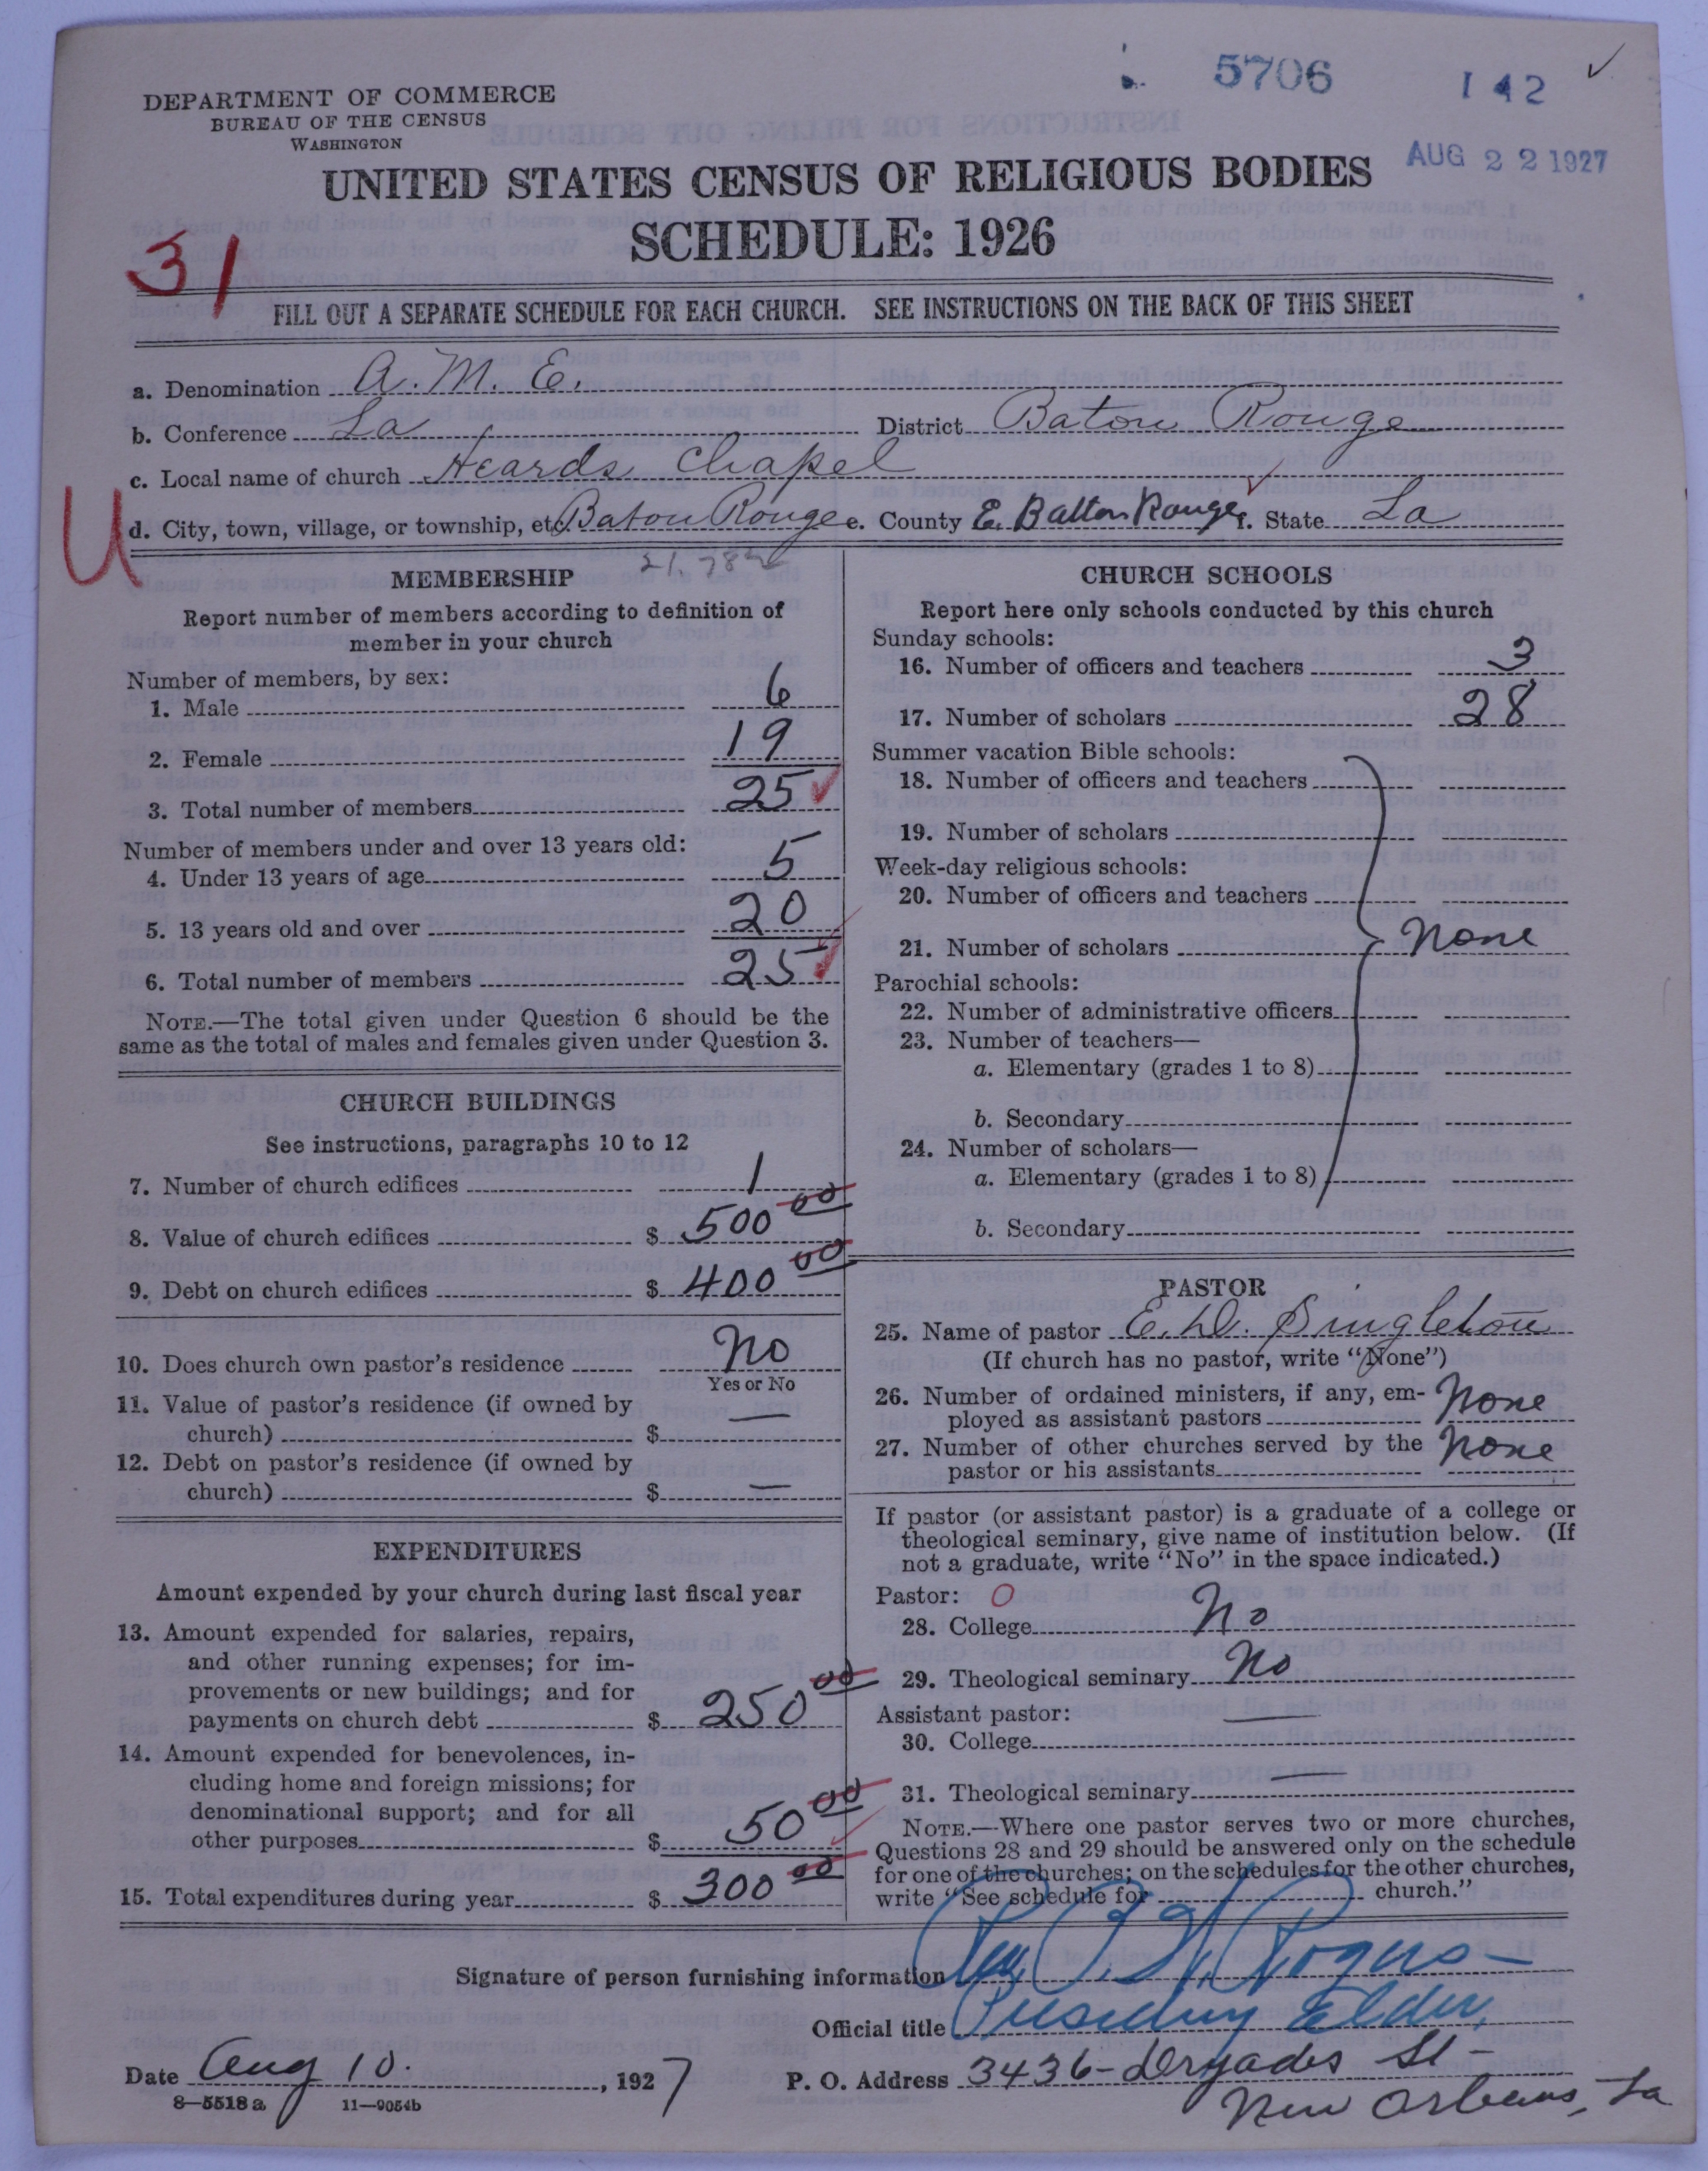 5706 142 ✓
DEPARTMENT OF COMMERCE
BUREAU OF THE CENSUS
WASHINGTON
AUG 22 1927
UNITED STATES CENSUS OF RELIGIOUS BODIES
SCHEDULE: 1926
31
FILL OUT A SEPARATE SCHEDULE FOR EACH CHURCH. SEE INSTRUCTIONS ON THE BACK OF THIS SHEET
a. Denomination A. M. E.
b. Conference La District Baton Rouge
c. Local name of church Heards Chapel
U
d. City, town, village, or township, etc. Baton Rouge e. County E. Batton Rouge f. State La
MEMBERSHIP
Report number of members according to definition of
member in your church
Number of members, by sex:
1. Male 6
2. Female 19
3. Total number of members 25
Number of members under and over 13 years old:
4. Under 13 years of age 5
5. 13 years old and over 20
6. Total number of members 25
NOTE.—The total given under Question 6 should be the
same as the total of males and females given under Question 3.
CHURCH BUILDINGS
See instructions, paragraphs 10 to 12
7. Number of church edifices 1
8. Value of church edifices $ 500 00
9. Debt on church edifices $ 400 00
10. Does church own pastor's residence No
Yes or No
11. Value of pastor's residence (if owned by
church) $ —
12. Debt on pastor's residence (if owned by
church) $ —
EXPENDITURES
Amount expended by your church during last fiscal year
13. Amount expended for salaries, repairs,
and other running expenses; for im-
provements or new buildings; and for
payments on church debt $ 250 00
14. Amount expended for benevolences, in-
cluding home and foreign missions; for
denominational support; and for all
other purposes $ 50 00
15. Total expenditures during year $ 300 00
CHURCH SCHOOLS
Report here only schools conducted by this church
Sunday schools:
16. Number of officers and teachers 3
17. Number of scholars 28
Summer vacation Bible schools:
18. Number of officers and teachers
19. Number of scholars
Week-day religious schools:
20. Number of officers and teachers
21. Number of scholars None
Parochial schools:
22. Number of administrative officers
23. Number of teachers—
a. Elementary (grades 1 to 8)
b. Secondary
24. Number of scholars—
a. Elementary (grades 1 to 8)
b. Secondary
PASTOR
25. Name of pastor E. D. Singleton
(If church has no pastor, write "None")
26. Number of ordained ministers, if any, em-
ployed as assistant pastors None
27. Number of other churches served by the
pastor or his assistants None
If pastor (or assistant pastor) is a graduate of a college or
theological seminary, give name of institution below. (If
not a graduate, write "No" in the space indicated.)
Pastor: O
28. College No
29. Theological seminary No
Assistant pastor: —
30. College
31. Theological seminary —
NOTE.—Where one pastor serves two or more churches,
Questions 28 and 29 should be answered only on the schedule
for one of the churches; on the schedules for the other churches,
write "See schedule for church."
Signature of person furnishing information Rev P. W. Rogers
Official title Presiding Elder
Date Aug 10. , 1927 P. O. Address 3436 - Dryades St -
New Orleans, La
8—5518 a 11—9054b